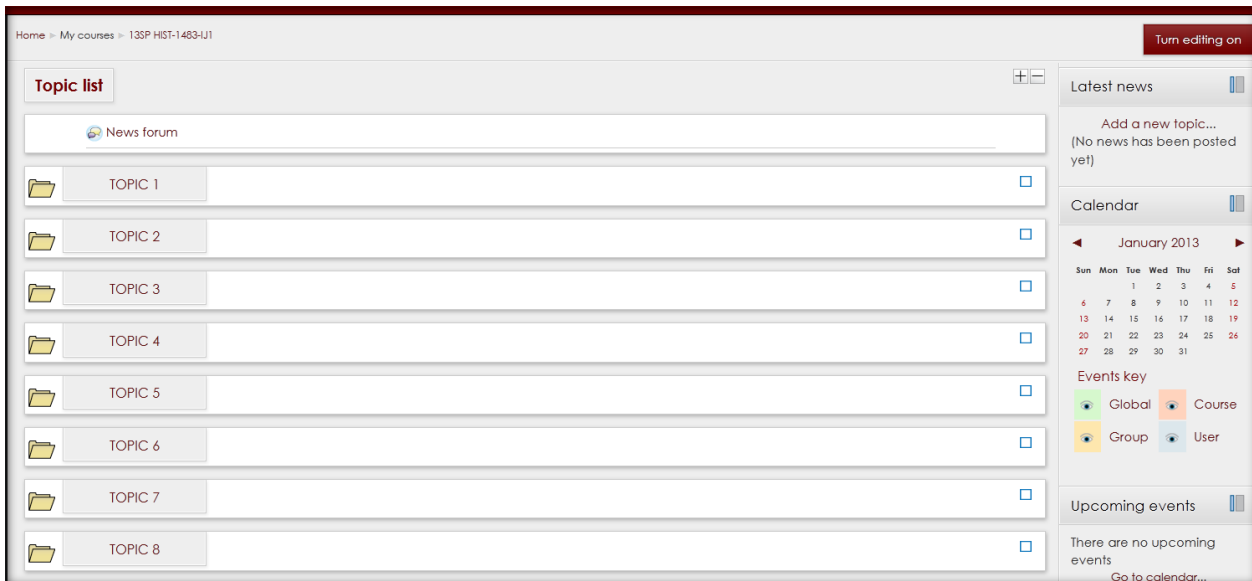 Home ► My courses ► 13SP HIST-1483-IJ1
Turn editing on
Topic list
News forum
TOPIC 1
TOPIC 2
TOPIC 3
TOPIC 4
TOPIC 5
TOPIC 6
TOPIC 7
TOPIC 8
Latest news
Add a new topic...
(No news has been posted
yet)
Calendar
◄ January 2013 ►
Sun Mon Tue Wed Thu Fri Sat
1 2 3 4 5
6 7 8 9 10 11 12
13 14 15 16 17 18 19
20 21 22 23 24 25 26
27 28 29 30 31
Events key
Global Course
Group User
Upcoming events
There are no upcoming
events
Go to calendar...